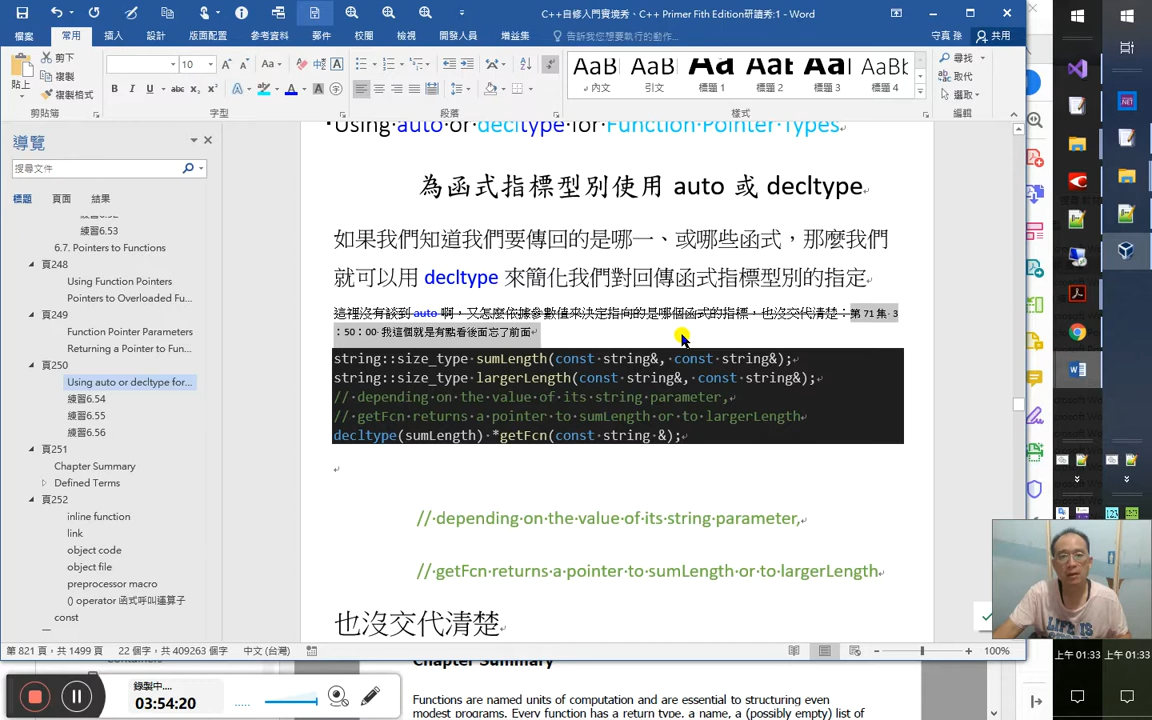 C++自修入門實境秀、C++ Primer Fith Edition研讀秀:1 - Word
檔案 常用 插入 設計 版面配置 參考資料 郵件 校閱 檢視 開發人員 增益集 告訴我您想要執行的動作... 守真 孫 共用
剪下
複製
複製格式
貼上
10
AaB AaB Aa AaE AaI AaBb
內文 標題 標題 1 標題 2 標題 3 標題 4
尋找
取代
選取
剪貼簿 字型 段落 樣式 編輯
導覽
搜尋文件
標題 頁面 結果
練習6.53
6.7. Pointers to Functions
頁248
Using Function Pointers
Pointers to Overloaded Fu...
頁249
Function Pointer Parameters
Returning a Pointer to Fun...
頁250
Using auto or decltype for...
練習6.54
練習6.55
練習6.56
頁251
Chapter Summary
Defined Terms
頁252
inline function
link
object code
object file
preprocessor macro
() operator 函式呼叫運算子
const
Using auto or decltype for Function Pointer Types
為函式指標型別使用 auto 或 decltype
如果我們知道我們要傳回的是哪一、或哪些函式，那麼我們
就可以用 decltype 來簡化我們對回傳函式指標型別的指定
這裡沒有談到 auto 啊，又怎麼依據參數值來決定指向的是哪個函式的指標，也沒交代清楚：第 71 集 3
：50：00 我這個就是有點看後面忘了前面
string::size_type sumLength(const string&, const string&);
string::size_type largerLength(const string&, const string&);
// depending on the value of its string parameter,
// getFcn returns a pointer to sumLength or to largerLength
decltype(sumLength) *getFcn(const string &);
// depending on the value of its string parameter,
// getFcn returns a pointer to sumLength or to largerLength
也沒交代清楚
第 821 頁，共 1499 頁 22 個字，共 409263 個字 中文 (台灣) 100%
錄製中....
03:54:20
Chapter Summary
Functions are named units of computation and are essential to structuring even
modest programs. Every function has a return type, a name, a (possibly empty) list of
LIFE IS
上午 01:33 上午 01:33